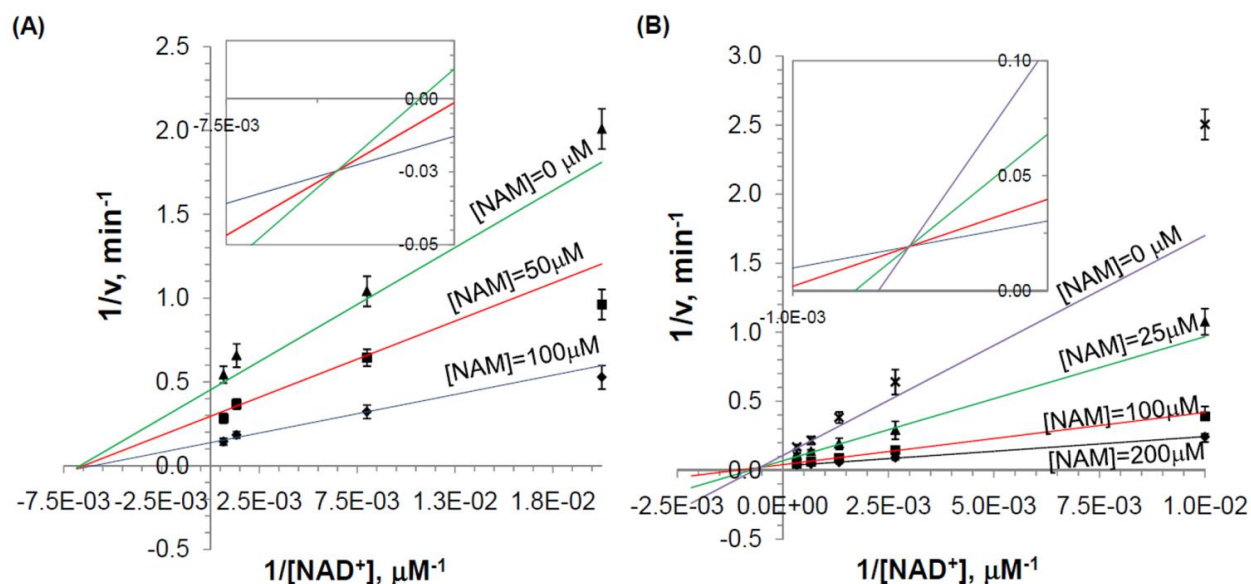 (A)
2.5
2.0
1.5
1.0
0.5
0.0
-0.5
1/v, min-1
-7.5E-03 -2.5E-03 2.5E-03 7.5E-03 1.3E-02 1.8E-02
1/[NAD+], µM-1
[NAM]=0 µM
[NAM]=50µM
[NAM]=100µM
-7.5E-03
0.00
-0.03
-0.05
(B)
3.0
2.5
2.0
1.5
1.0
0.5
0.0
-0.5
1/v, min-1
-2.5E-03 0.0E+00 2.5E-03 5.0E-03 7.5E-03 1.0E-02
1/[NAD+], µM-1
[NAM]=0 µM
[NAM]=25µM
[NAM]=100µM
[NAM]=200µM
0.10
0.05
0.00
-1.0E-03